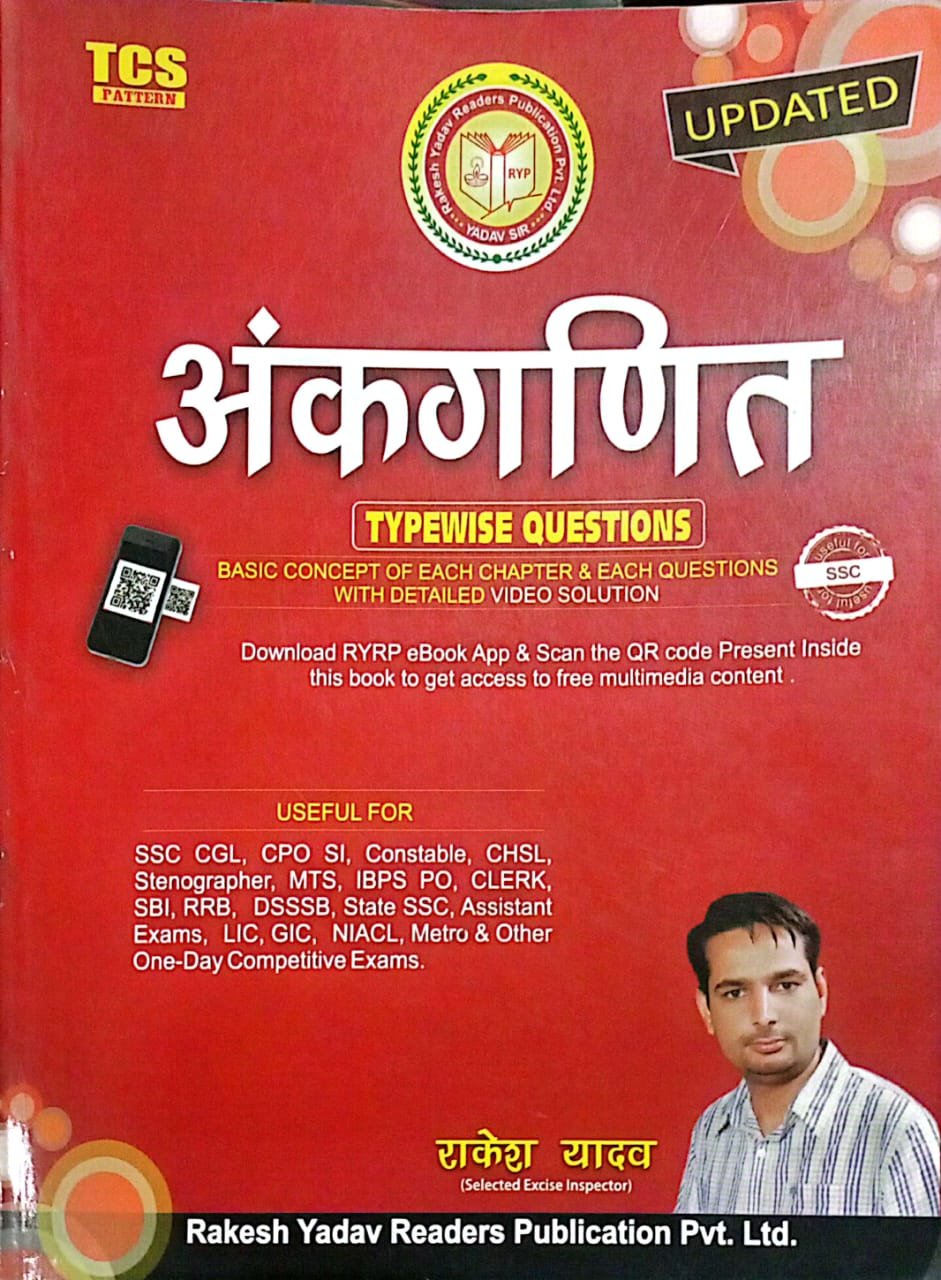 TCS
PATTERN
Rakesh Yadav Readers Publication Pvt. Ltd.
RYP
YADAV SIR
UPDATED
अंकगणित
TYPEWISE QUESTIONS
BASIC CONCEPT OF EACH CHAPTER & EACH QUESTIONS
WITH DETAILED VIDEO SOLUTION
useful for
SSC
useful for
Download RYRP eBook App & Scan the QR code Present Inside
this book to get access to free multimedia content .
USEFUL FOR
SSC CGL, CPO SI, Constable, CHSL,
Stenographer, MTS, IBPS PO, CLERK,
SBI, RRB, DSSSB, State SSC, Assistant
Exams, LIC, GIC, NIACL, Metro & Other
One-Day Competitive Exams.
राकेश यादव
(Selected Excise Inspector)
Rakesh Yadav Readers Publication Pvt. Ltd.